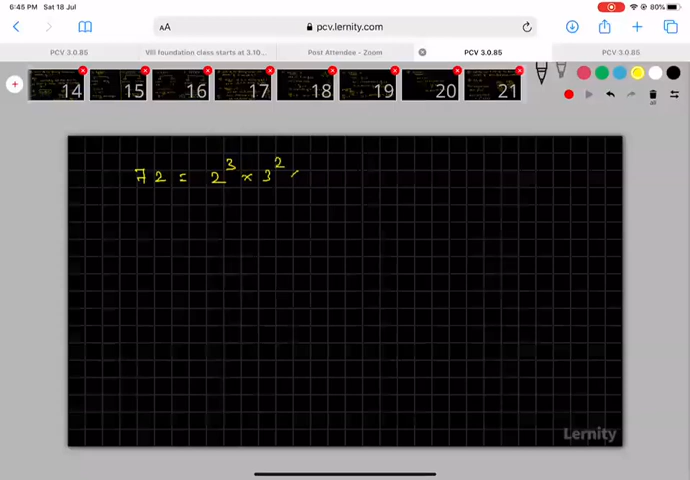 6:45 PM Sat 18 Jul 80%
AA pcv.lernity.com
PCV 3.0.85 VIII foundation class starts at 3.10... Post Attendee - Zoom PCV 3.0.85 PCV 3.0.85
14 15 16 17 18 19 20 21
all
72 = 2³ × 3²
Lernity